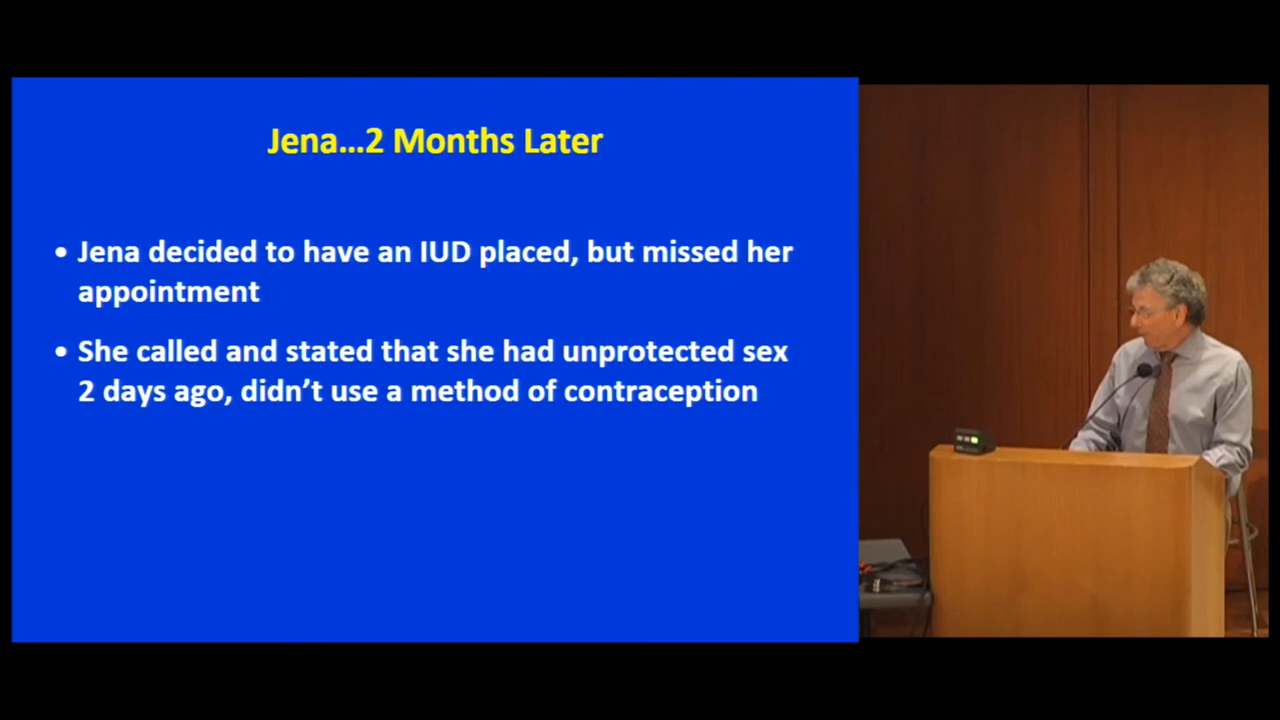 Jena...2 Months Later
• Jena decided to have an IUD placed, but missed her
appointment
• She called and stated that she had unprotected sex
2 days ago, didn’t use a method of contraception